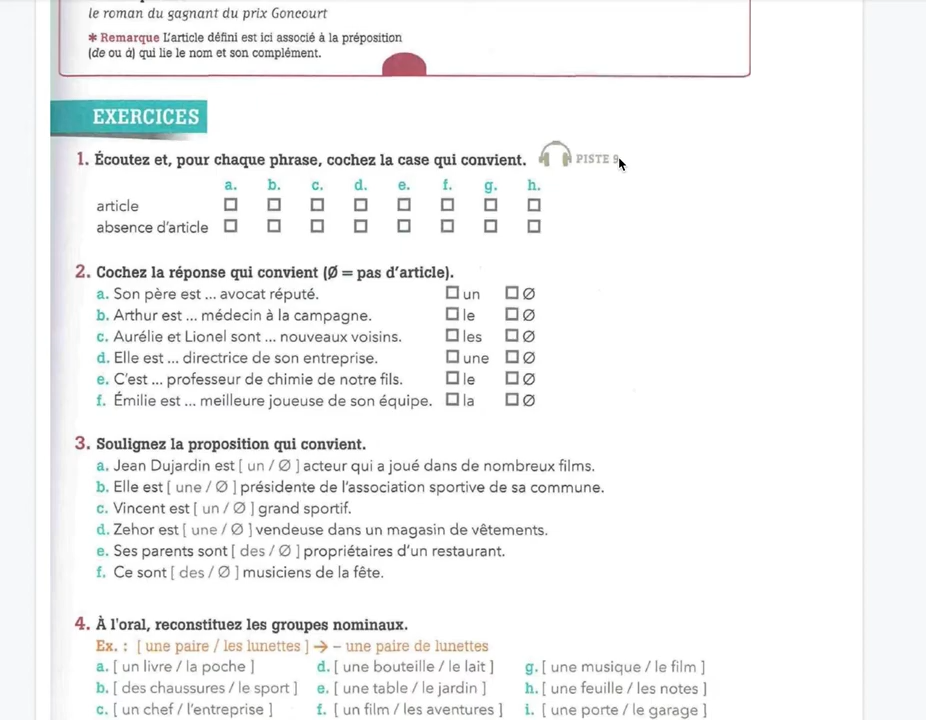 le roman du gagnant du prix Goncourt
* Remarque L'article défini est ici associé à la préposition
(de ou à) qui lie le nom et son complément.
EXERCICES
1. Écoutez et, pour chaque phrase, cochez la case qui convient. PISTE 9
a. b. c. d. e. f. g. h.
article ☐ ☐ ☐ ☐ ☐ ☐ ☐ ☐
absence d'article ☐ ☐ ☐ ☐ ☐ ☐ ☐ ☐
2. Cochez la réponse qui convient (Ø = pas d'article).
a. Son père est ... avocat réputé. ☐ un ☐ Ø
b. Arthur est ... médecin à la campagne. ☐ le ☐ Ø
c. Aurélie et Lionel sont ... nouveaux voisins. ☐ les ☐ Ø
d. Elle est ... directrice de son entreprise. ☐ une ☐ Ø
e. C'est ... professeur de chimie de notre fils. ☐ le ☐ Ø
f. Émilie est ... meilleure joueuse de son équipe. ☐ la ☐ Ø
3. Soulignez la proposition qui convient.
a. Jean Dujardin est [ un / Ø ] acteur qui a joué dans de nombreux films.
b. Elle est [ une / Ø ] présidente de l'association sportive de sa commune.
c. Vincent est [ un / Ø ] grand sportif.
d. Zehor est [ une / Ø ] vendeuse dans un magasin de vêtements.
e. Ses parents sont [ des / Ø ] propriétaires d'un restaurant.
f. Ce sont [ des / Ø ] musiciens de la fête.
4. À l'oral, reconstituez les groupes nominaux.
Ex. : [ une paire / les lunettes ] → – une paire de lunettes
a. [ un livre / la poche ] d. [ une bouteille / le lait ] g. [ une musique / le film ]
b. [ des chaussures / le sport ] e. [ une table / le jardin ] h. [ une feuille / les notes ]
c. [ un chef / l'entreprise ] f. [ un film / les aventures ] i. [ une porte / le garage ]